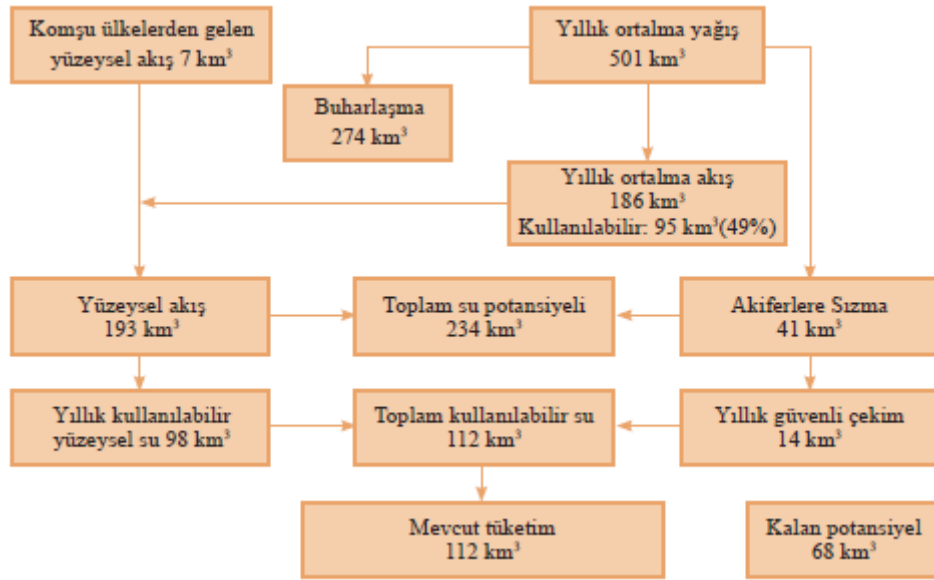 Komşu ülkelerden gelen
yüzeysel akış 7 km³
Yıllık ortalma yağış
501 km³
Buharlaşma
274 km³
Yıllık ortalma akış
186 km³
Kullanılabilir: 95 km³(49%)
Yüzeysel akış
193 km³
Toplam su potansiyeli
234 km³
Akiferlere Sızma
41 km³
Yıllık kullanılabilir
yüzeysel su 98 km³
Toplam kullanılabilir su
112 km³
Yıllık güvenli çekim
14 km³
Mevcut tüketim
112 km³
Kalan potansiyel
68 km³